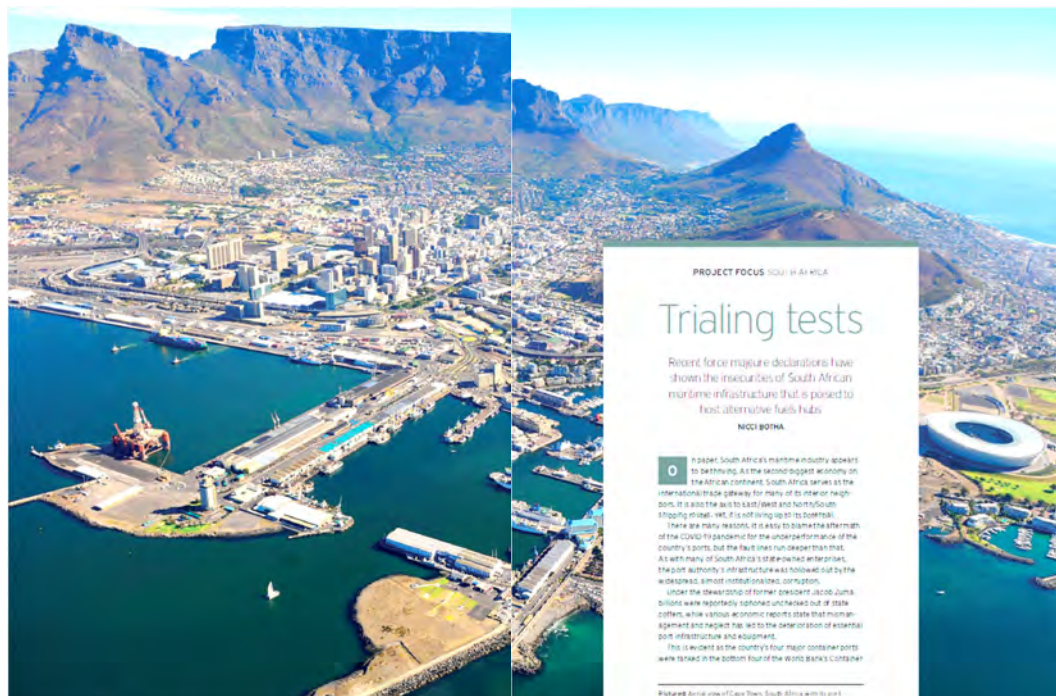 PROJECT FOCUS SOUTH AFRICA
Trialing tests
Recent force majeure declarations have
shown the insecurities of South African
maritime infrastructure that is poised to
host alternative fuels hubs
NICCI BOTHA
On paper, South Africa's maritime industry appears
to be thriving. As the second-biggest economy on
the African continent, South Africa serves as the
international trade gateway for many of its interior neigh-
bors. It is also the axis to East/West and North/South
shipping routes. Yet, it is not living up to its potential.
There are many reasons. It is easy to blame the aftermath
of the COVID-19 pandemic for the underperformance of the
country's ports, but the fault lines run deeper than that.
As with many of South Africa's state-owned enterprises,
the port authority's infrastructure was hollowed out by the
widespread, almost institutionalized, corruption.
Under the stewardship of former president Jacob Zuma,
billions were reportedly siphoned unchecked out of state
coffers, while various economic reports state that misman-
agement and neglect has led to the deterioration of essential
port infrastructure and equipment.
This is evident as the country's four major container ports
were ranked in the bottom four of the World Bank's Container
Pictured: Aerial view of Cape Town, South Africa with its port